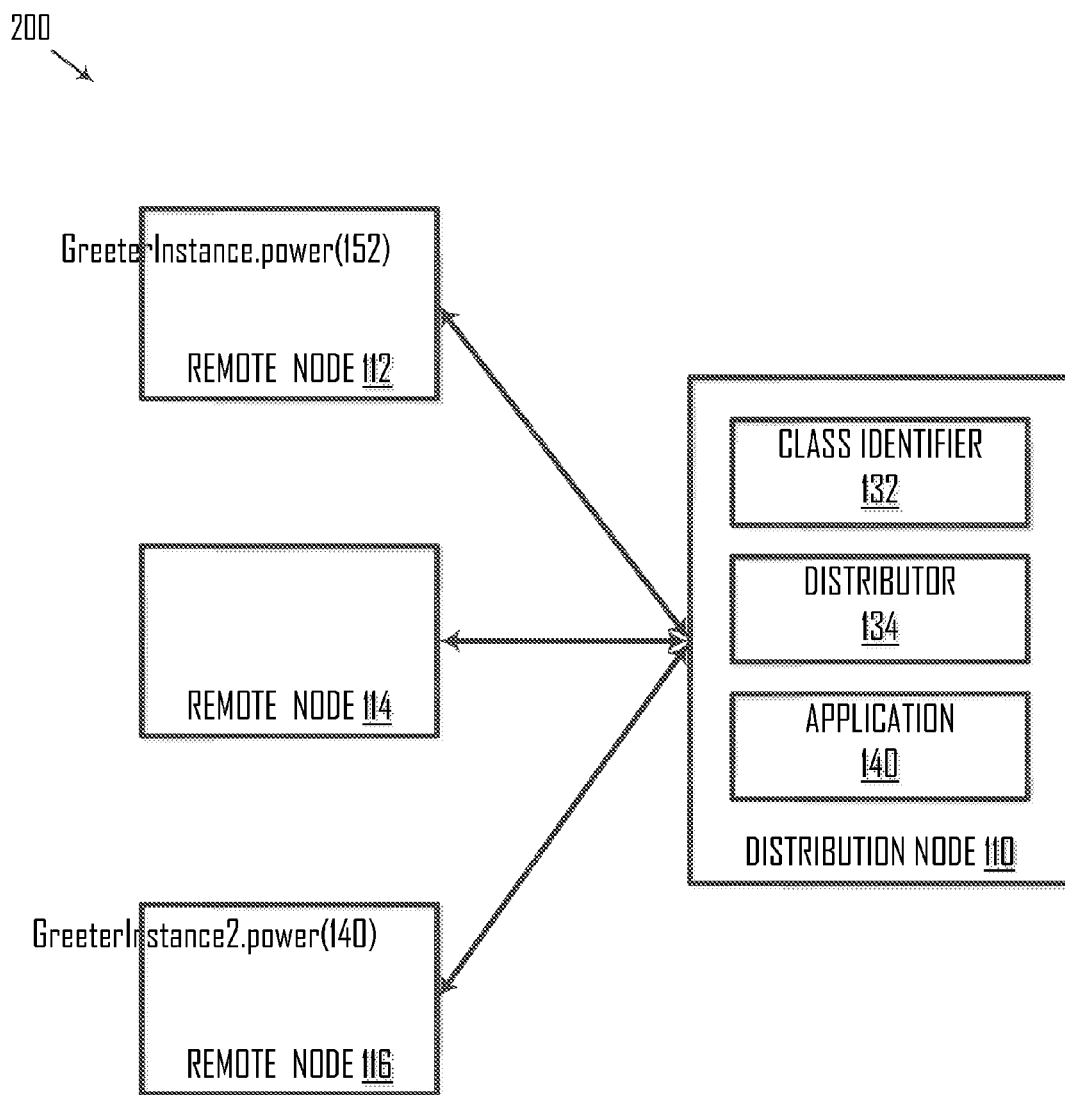 200
GreeterInstance.power(152)
REMOTE NODE 112
CLASS IDENTIFIER
132
DISTRIBUTOR
134
REMOTE NODE 114
APPLICATION
140
DISTRIBUTION NODE 110
GreeterInstance2.power(140)
REMOTE NODE 116